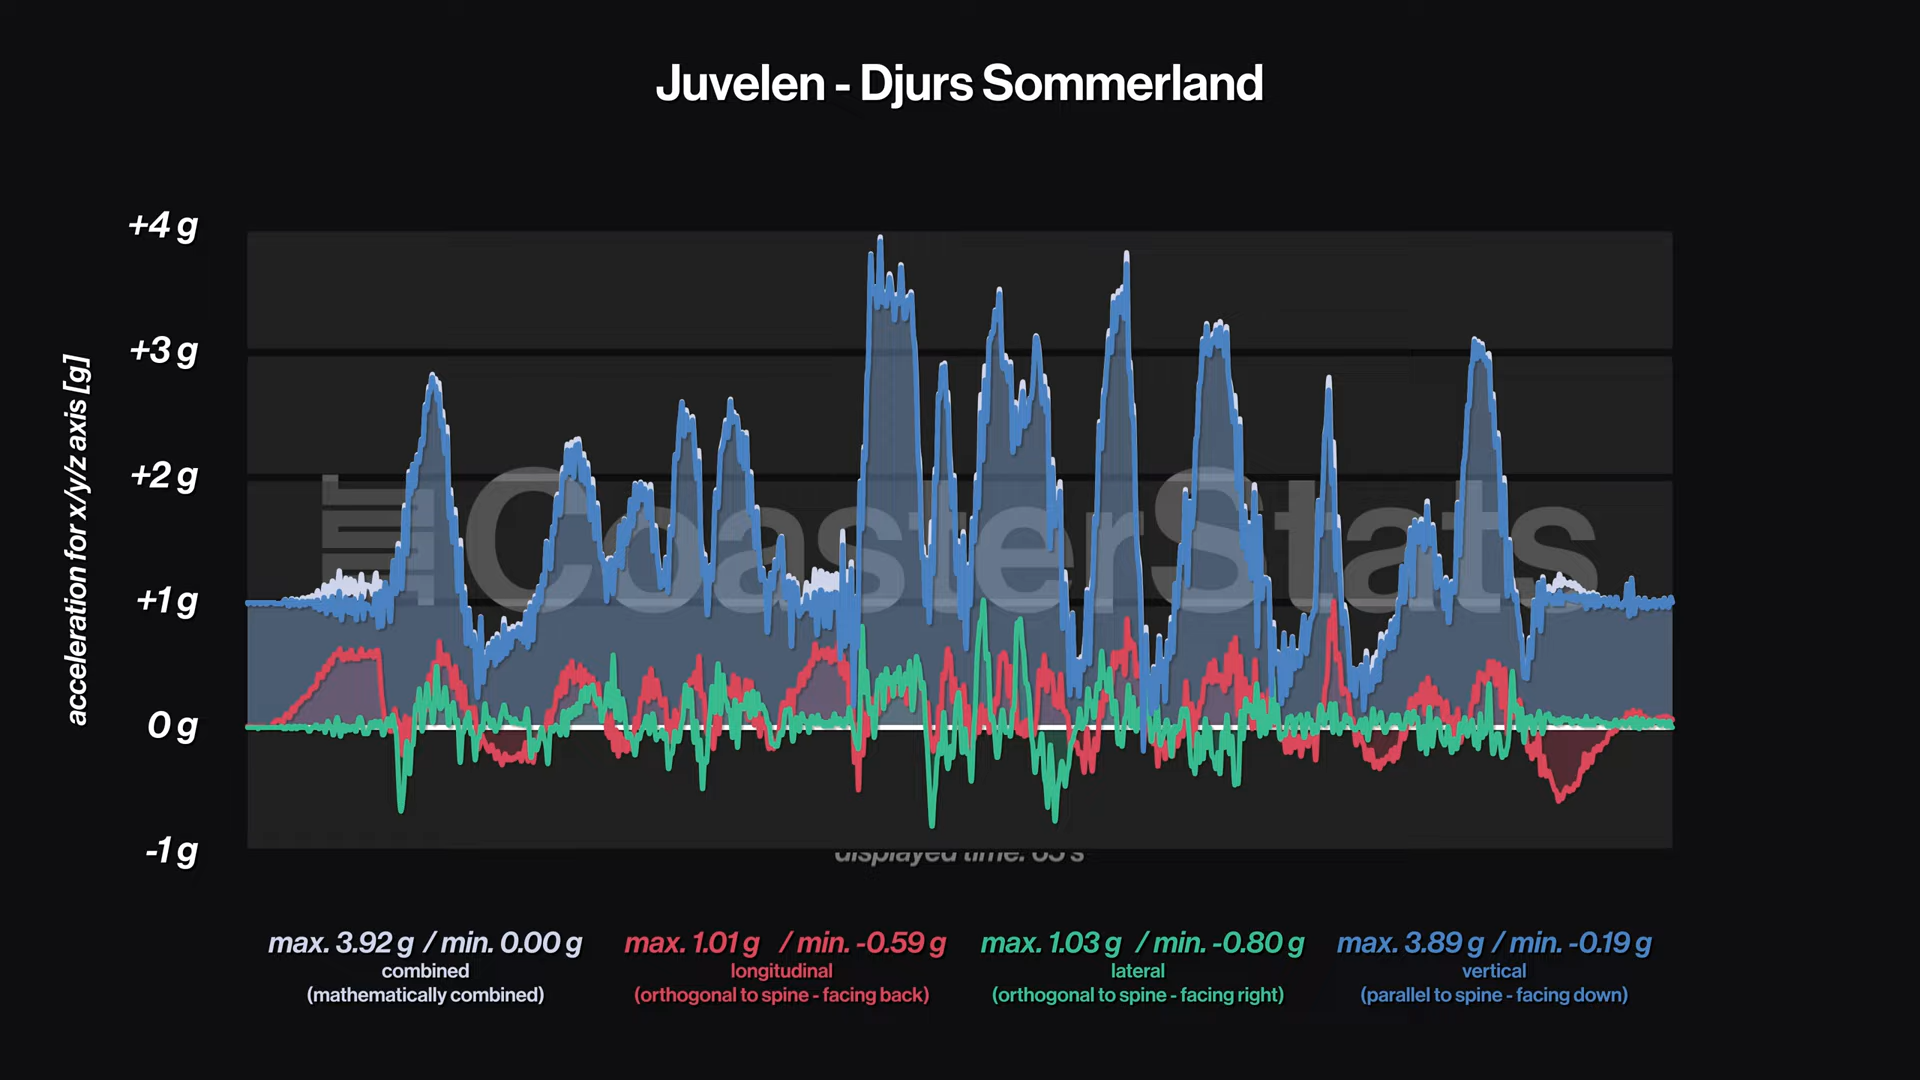 Juvelen - Djurs Sommerland
+4 g
+3 g
+2 g
+1 g
0 g
-1 g
acceleration for x/y/z axis [g]
CoasterStats
displayed time: 65 s
max. 3.92 g / min. 0.00 g
combined
(mathematically combined)
max. 1.01 g / min. -0.59 g
longitudinal
(orthogonal to spine - facing back)
max. 1.03 g / min. -0.80 g
lateral
(orthogonal to spine - facing right)
max. 3.89 g / min. -0.19 g
vertical
(parallel to spine - facing down)